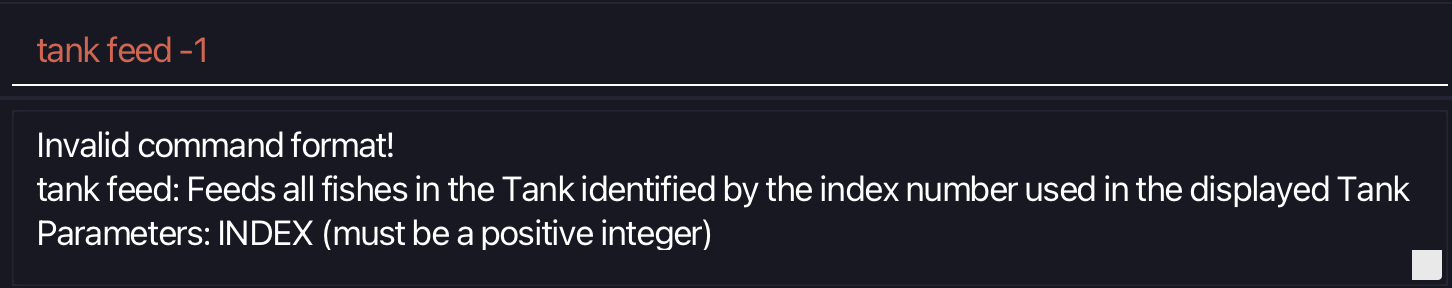 tank feed -1
Invalid command format!
tank feed: Feeds all fishes in the Tank identified by the index number used in the displayed Tank
Parameters: INDEX (must be a positive integer)